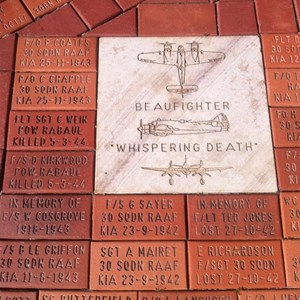 30 SQDN RAAF
KIA 25-11-1943
P/O C CHAPPLE
30 SQDN RAAF
KIA 25-11-1943
LET SGT C WEIN
POW RABAUL
KILLED 5-3-44
F/S D KIRKWOOD
POW RABAUL
KILLED 5-3-44
BEAUFIGHTER
"WHISPERING DEATH"
IN MEMORY OF
F/S W. COSGROVE
1918-1943
F/S G SAYER
30 SQDN RAAF
KIA 23-9-1942
IN MEMORY OF
F/LT TED JONES
LOST 27-10-42
F/S B LE GRIFFON
30 SQDN RAAF
KIA 11-6-1943
SGT A MAIRET
30 SQDN RAAF
KIA 23-9-1942
E RICHARDSON
F/SGT 30 SQDN
LOST 27-10-42